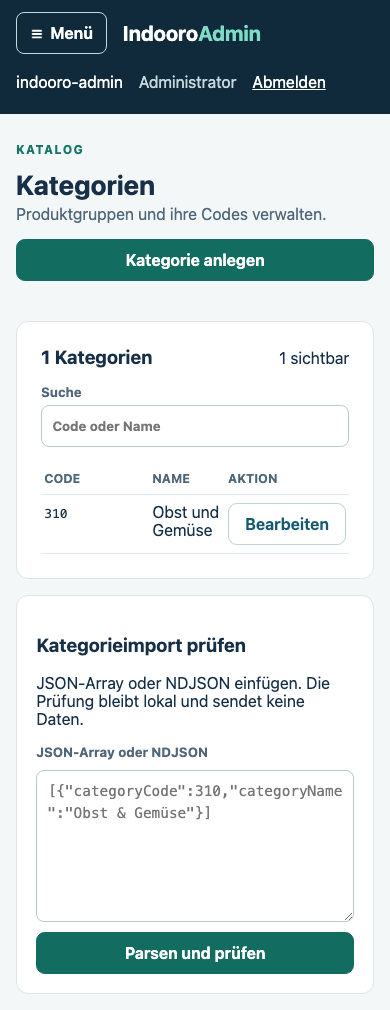 ≡ Menü IndooroAdmin
indooro-admin Administrator Abmelden
KATALOG
Kategorien
Produktgruppen und ihre Codes verwalten.
Kategorie anlegen
1 Kategorien 1 sichtbar
Suche
Code oder Name
CODE NAME AKTION
310 Obst und Gemüse Bearbeiten
Kategorieimport prüfen
JSON-Array oder NDJSON einfügen. Die
Prüfung bleibt lokal und sendet keine
Daten.
JSON-Array oder NDJSON
[{"categoryCode":310,"categoryName
":"Obst & Gemüse"}]
Parsen und prüfen